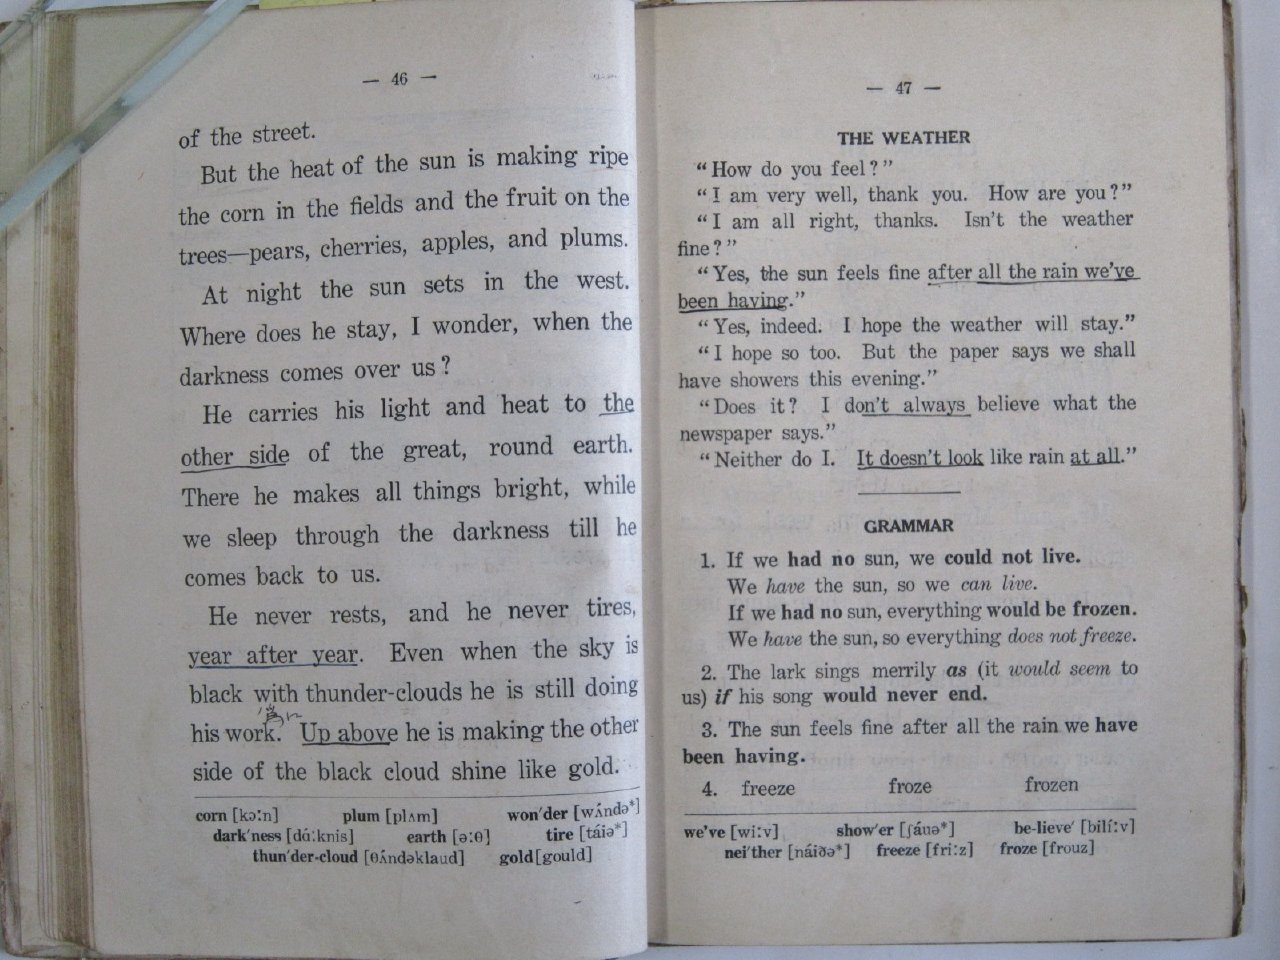 — 46 —
of the street.
But the heat of the sun is making ripe
the corn in the fields and the fruit on the
trees—pears, cherries, apples, and plums.
At night the sun sets in the west.
Where does he stay, I wonder, when the
darkness comes over us?
He carries his light and heat to the
other side of the great, round earth.
There he makes all things bright, while
we sleep through the darkness till he
comes back to us.
He never rests, and he never tires,
year after year. Even when the sky is
black with thunder-clouds he is still doing
his work. Up above he is making the other
side of the black cloud shine like gold.
corn [kɔːn] plum [plʌm] won′der [wʌ́ndə*]
dark′ness [dáːknis] earth [əːθ] tire [táiə*]
thun′der-cloud [θʌ́ndəklaud] gold [gould]
— 47 —
THE WEATHER
“How do you feel?”
“I am very well, thank you. How are you?”
“I am all right, thanks. Isn't the weather
fine?”
“Yes, the sun feels fine after all the rain we've
been having.”
“Yes, indeed. I hope the weather will stay.”
“I hope so too. But the paper says we shall
have showers this evening.”
“Does it? I don't always believe what the
newspaper says.”
“Neither do I. It doesn't look like rain at all.”
GRAMMAR
1. If we had no sun, we could not live.
We have the sun, so we can live.
If we had no sun, everything would be frozen.
We have the sun, so everything does not freeze.
2. The lark sings merrily as (it would seem to
us) if his song would never end.
3. The sun feels fine after all the rain we have
been having.
4. freeze froze frozen
we've [wiːv] show′er [ʃáuə*] be-lieve′ [bilíːv]
nei′ther [náiðə*] freeze [friːz] froze [frouz]